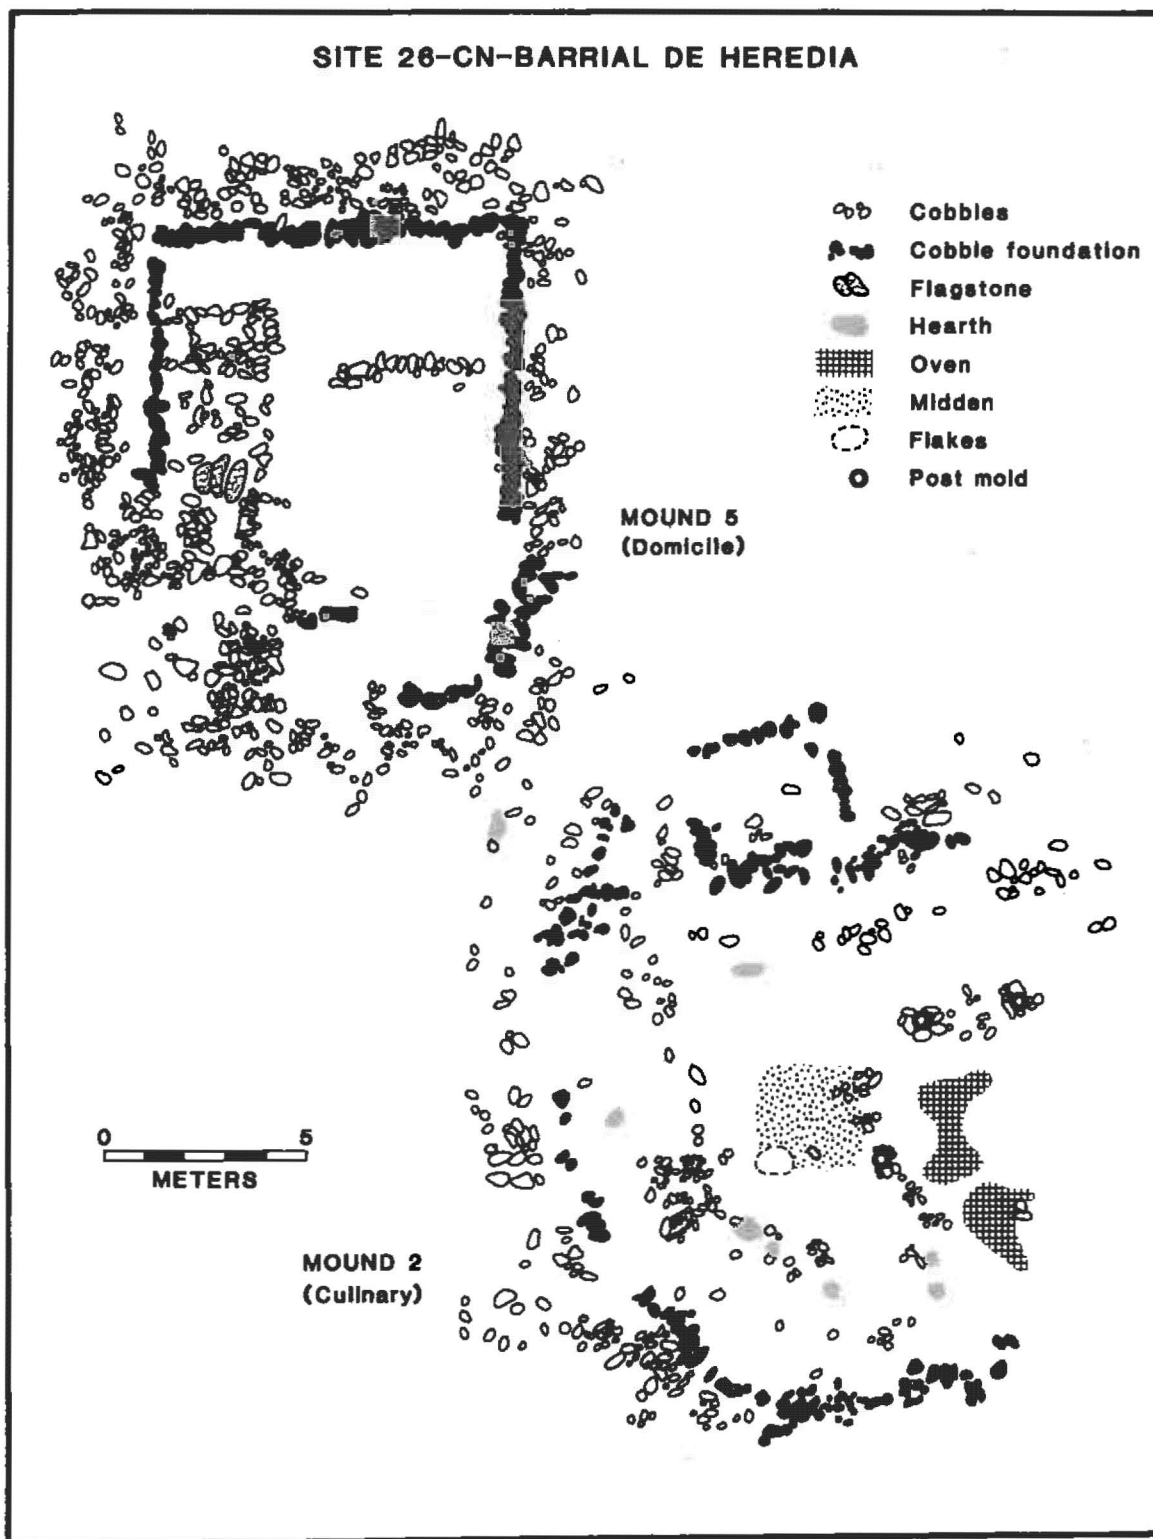 SITE 26-CN-BARRIAL DE HEREDIA
Cobbles
Cobble foundation
Flagstone
Hearth
Oven
Midden
Flakes
Post mold
MOUND 5
(Domicile)
0 5
METERS
MOUND 2
(Culinary)